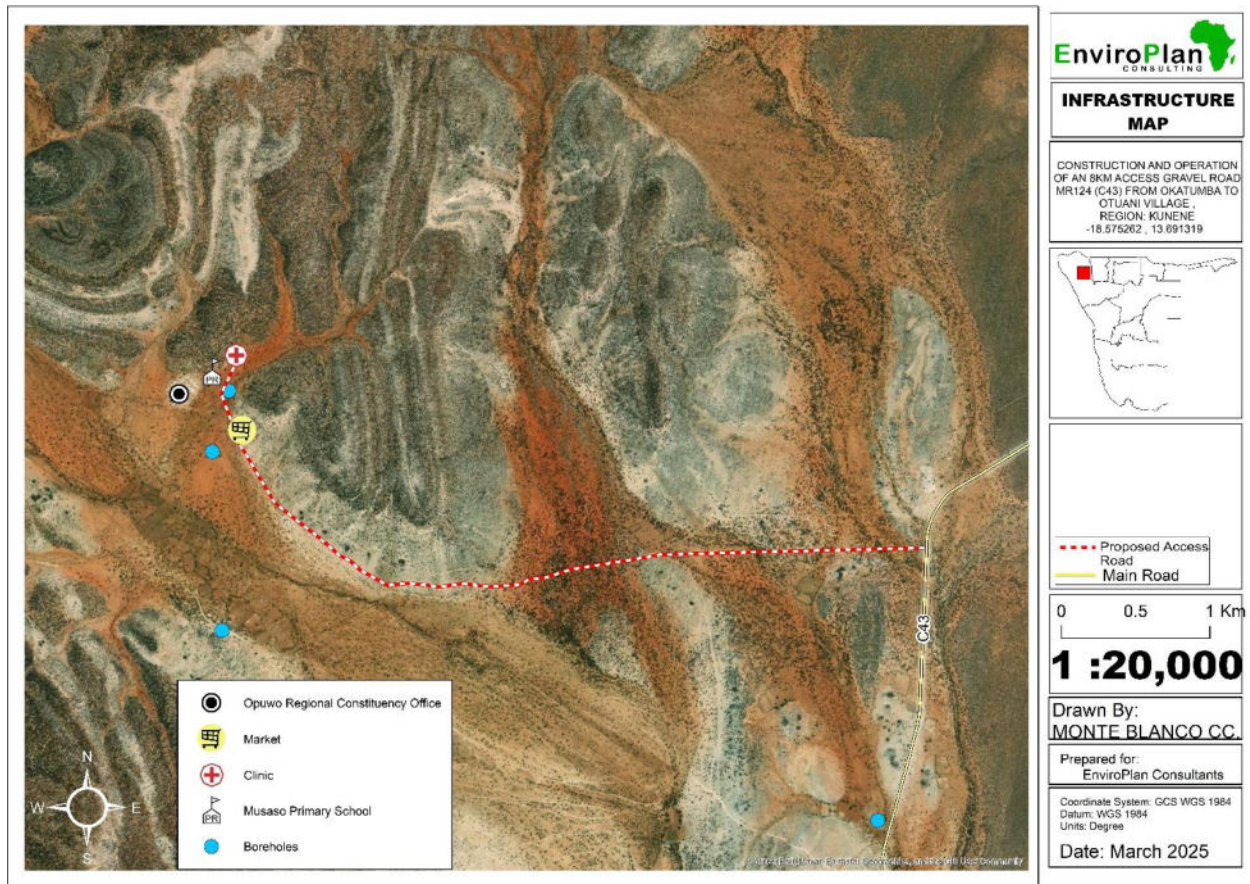 EnviroPlan
CONSULTING
INFRASTRUCTURE
MAP
CONSTRUCTION AND OPERATION
OF AN 8KM ACCESS GRAVEL ROAD
MR124 (C43) FROM OKATUMBA TO
OTUANI VILLAGE ,
REGION: KUNENE
-18.575262 , 13.691319
Proposed Access
Road
Main Road
0 0.5 1 Km
1 :20,000
Drawn By:
MONTE BLANCO CC.
Prepared for:
EnviroPlan Consultants
Coordinate System: GCS WGS 1984
Datum: WGS 1984
Units: Degree
Date: March 2025
PR
C43
Opuwo Regional Constituency Office
Market
Clinic
PR
Musaso Primary School
Boreholes
N
W
E
S
User Community